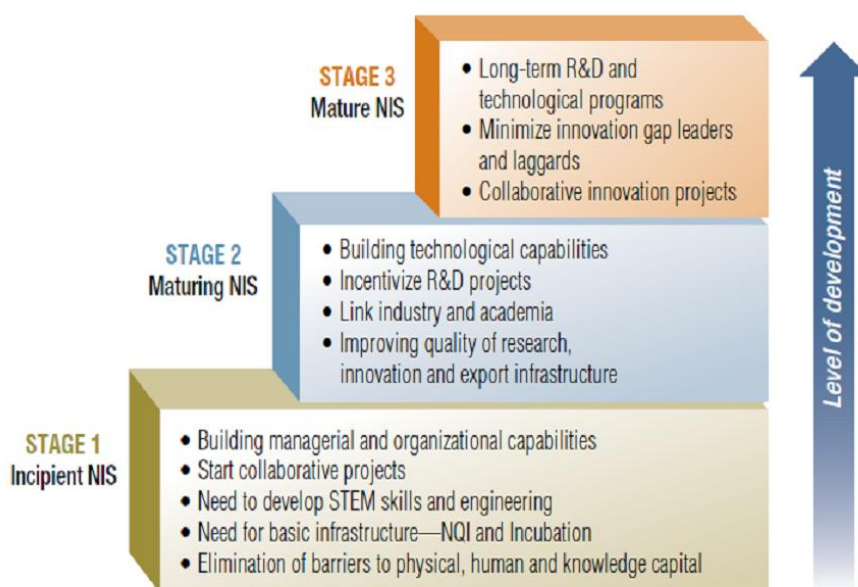 STAGE 3
Mature NIS
• Long-term R&D and
technological programs
• Minimize innovation gap leaders
and laggards
• Collaborative innovation projects
STAGE 2
Maturing NIS
• Building technological capabilities
• Incentivize R&D projects
• Link industry and academia
• Improving quality of research,
innovation and export infrastructure
STAGE 1
Incipient NIS
• Building managerial and organizational capabilities
• Start collaborative projects
• Need to develop STEM skills and engineering
• Need for basic infrastructure—NQI and Incubation
• Elimination of barriers to physical, human and knowledge capital
Level of development